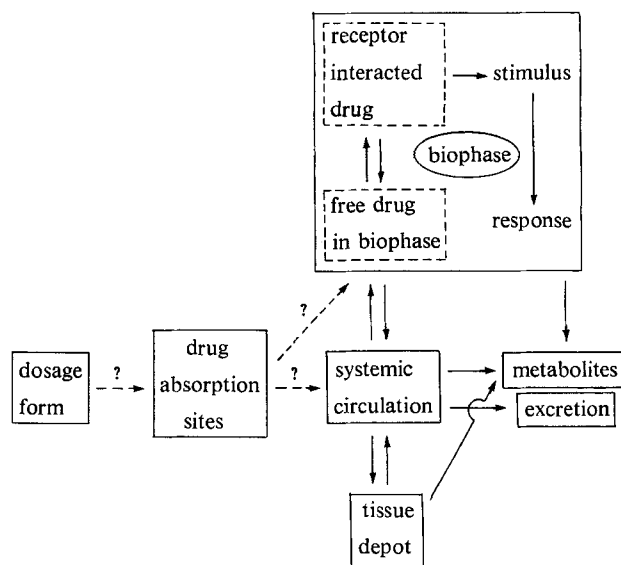 receptor
interacted
drug
stimulus
biophase
free drug
in biophase
response
?
dosage
form
?
drug
absorption
sites
?
systemic
circulation
metabolites
excretion
tissue
depot